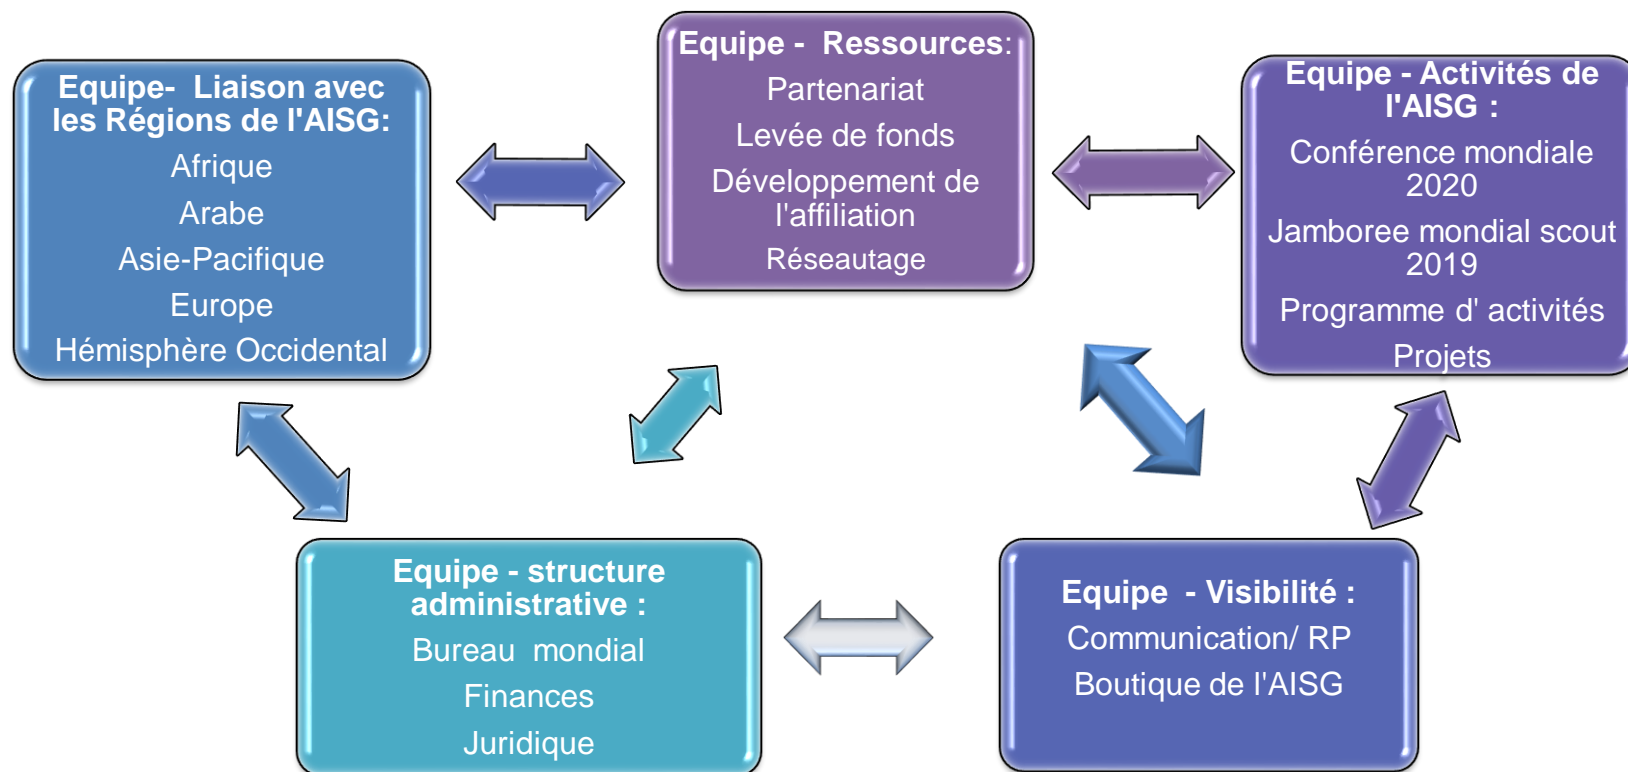 Equipe- Liaison avec
les Régions de l'AISG:
Afrique
Arabe
Asie-Pacifique
Europe
Hémisphère Occidental
Equipe - Ressources:
Partenariat
Levée de fonds
Développement de
l'affiliation
Réseautage
Equipe - Activités de
l'AISG :
Conférence mondiale
2020
Jamboree mondial scout
2019
Programme d' activités
Projets
Equipe - structure
administrative :
Bureau mondial
Finances
Juridique
Equipe - Visibilité :
Communication/ RP
Boutique de l'AISG